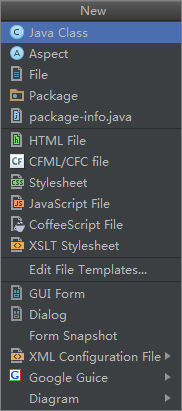 New
Java Class
Aspect
File
Package
package-info.java
HTML File
CFML/CFC file
Stylesheet
JavaScript File
CoffeeScript File
XSLT Stylesheet
Edit File Templates...
GUI Form
Dialog
Form Snapshot
XML Configuration File
Google Guice
Diagram